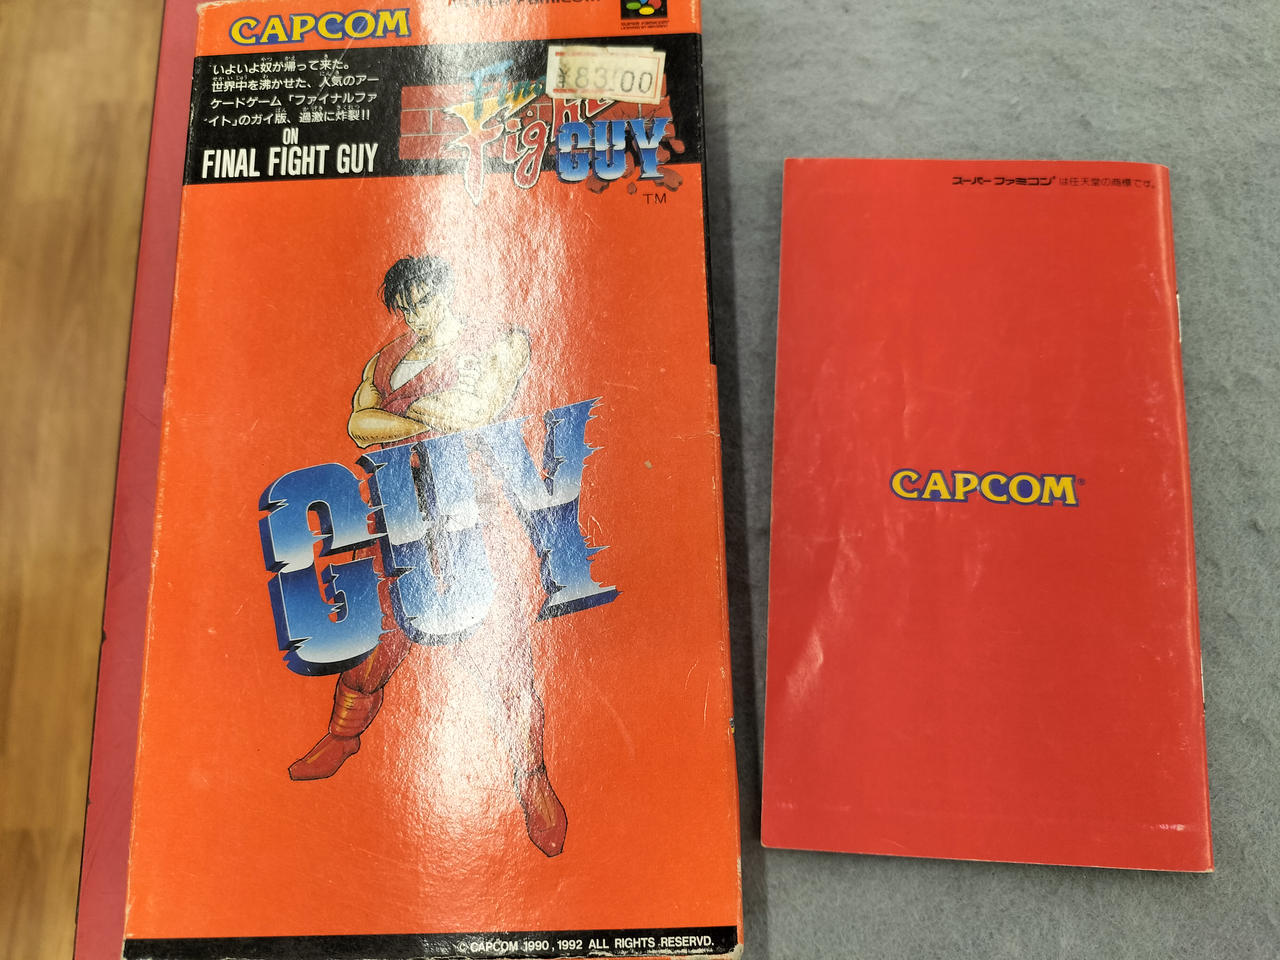 CAPCOM
いよいよ奴が帰って来た。
世界中を沸かせた、人気のアー
ケードゲーム「ファイナルファ
イト」のガイ版、過激に炸裂!!
ON
FINAL FIGHT GUY
¥8300
Final
Fight
GUY
TM
GUY
© CAPCOM 1990, 1992 ALL RIGHTS RESERVD.
スーパーファミコン®は任天堂の商標です。
CAPCOM®